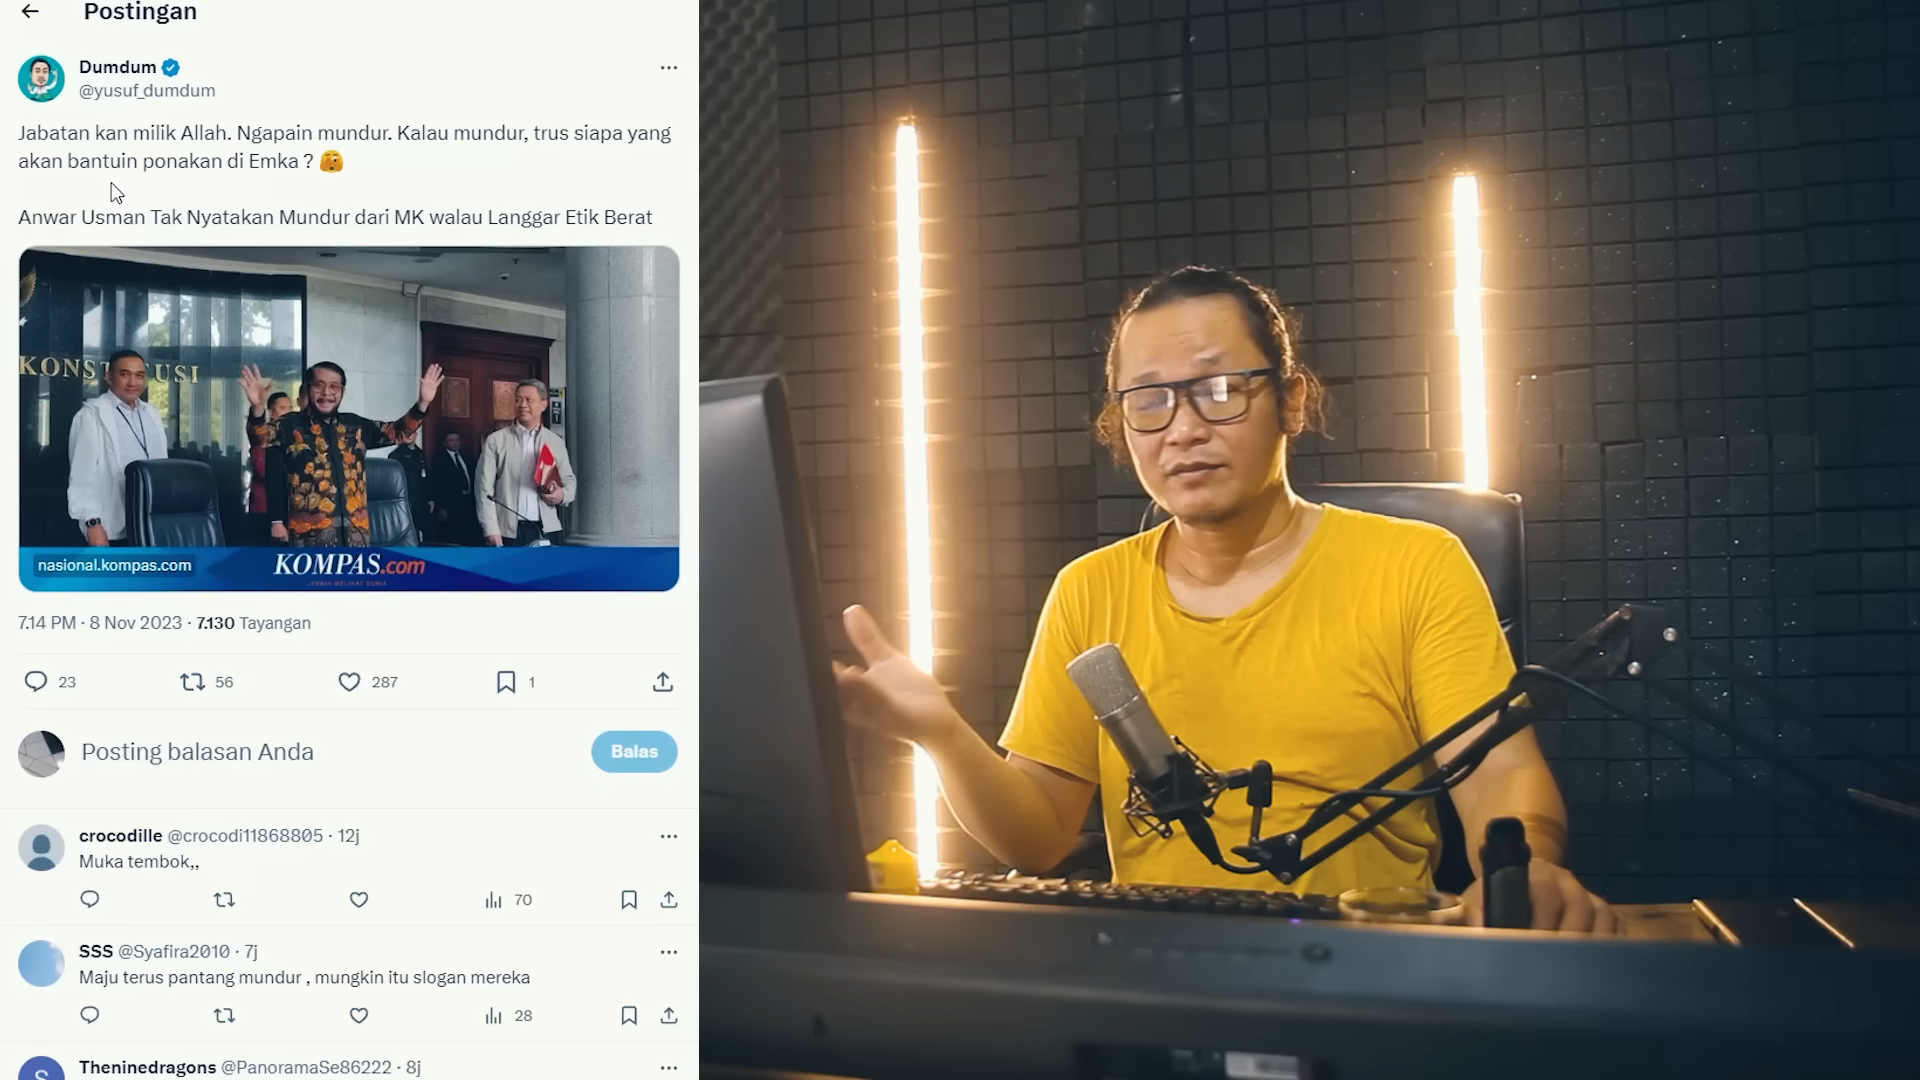 Postingan
Dumdum
@yusuf_dumdum
Jabatan kan milik Allah. Ngapain mundur. Kalau mundur, trus siapa yang
akan bantuin ponakan di Emka ?
Anwar Usman Tak Nyatakan Mundur dari MK walau Langgar Etik Berat
nasional.kompas.com
KOMPAS.com
JERNIH MELIHAT DUNIA
7.14 PM · 8 Nov 2023 · 7.130 Tayangan
23
56
287
1
Posting balasan Anda
Balas
crocodille @crocodi11868805 · 12j
Muka tembok,,
70
SSS @Syafira2010 · 7j
Maju terus pantang mundur , mungkin itu slogan mereka
28
Theninedragons @PanoramaSe86222 · 8j
S